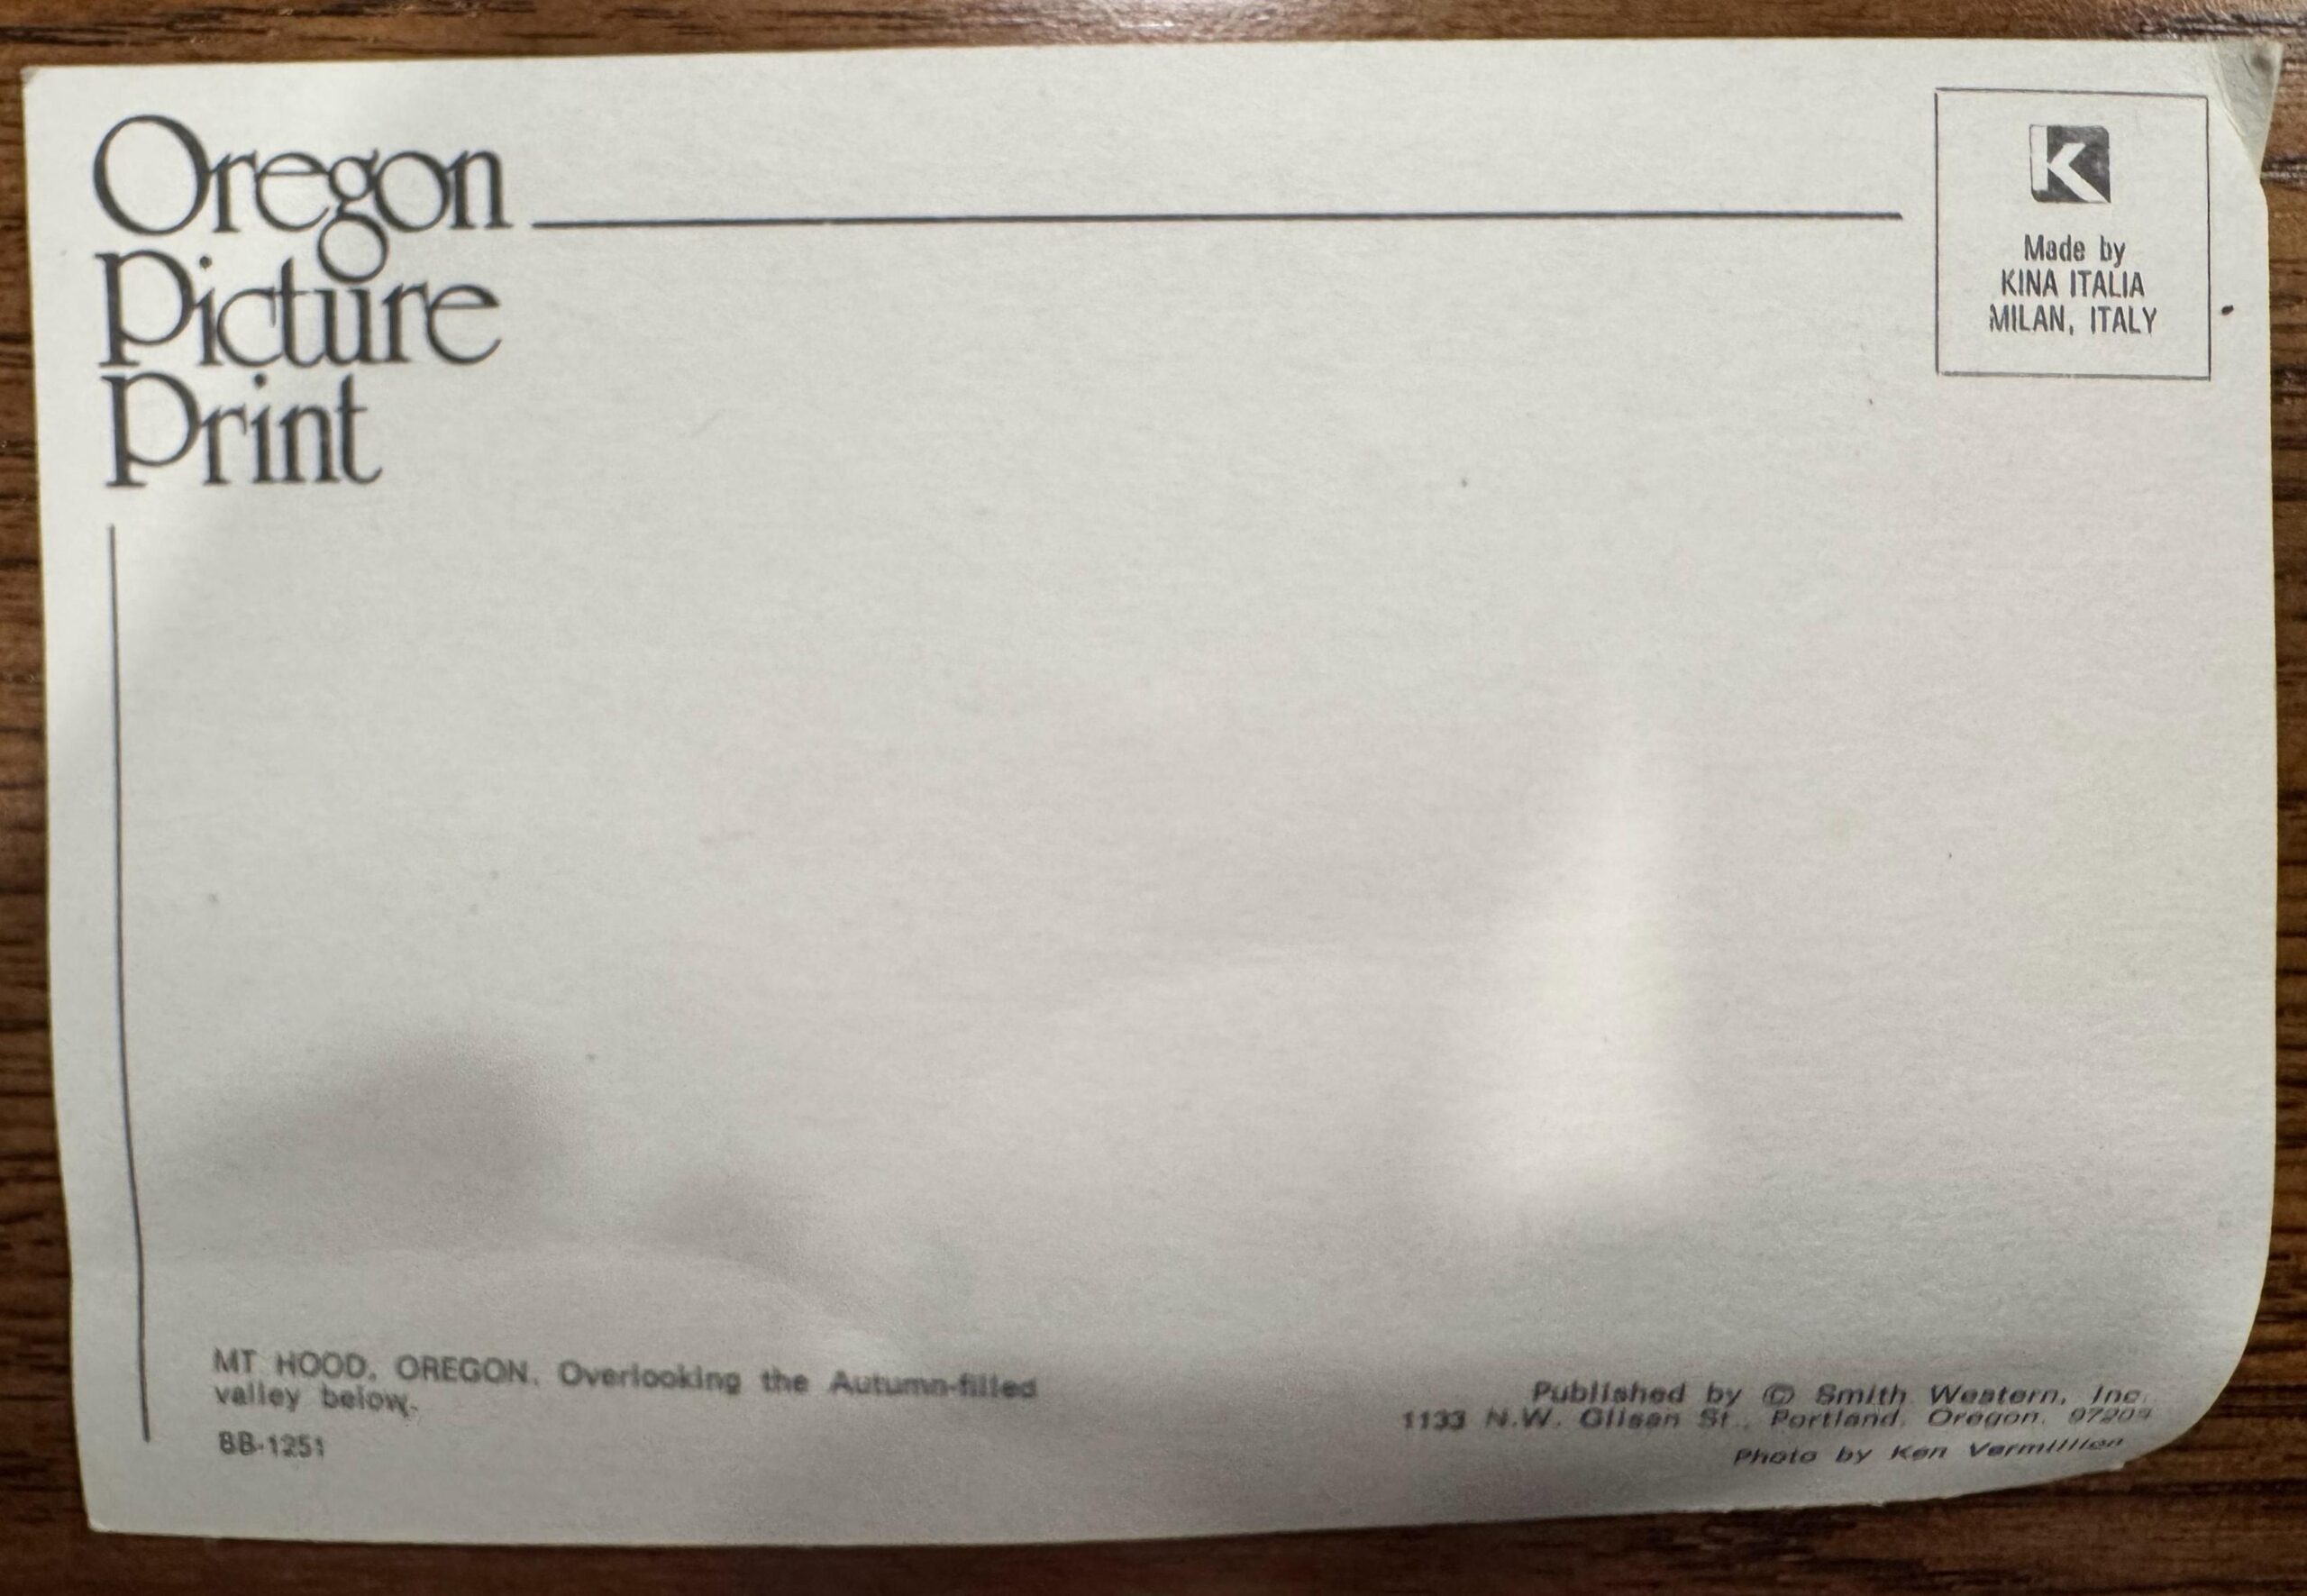 Oregon
Picture
Print
K
Made by
KINA ITALIA
MILAN, ITALY
MT HOOD, OREGON. Overlooking the Autumn-filled
valley below.
BB-1251
Published by © Smith Western, Inc.
1133 N.W. Glisan St., Portland, Oregon. 97209
Photo by Ken Vermillion